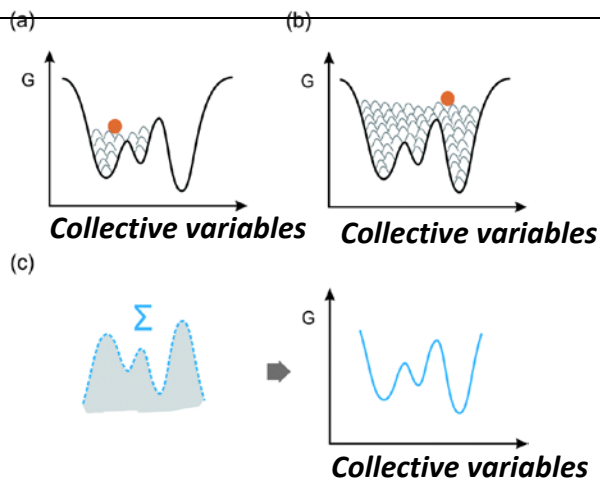 (a)
(b)
G
G
Collective variables
Collective variables
(c)
Σ
G
Collective variables